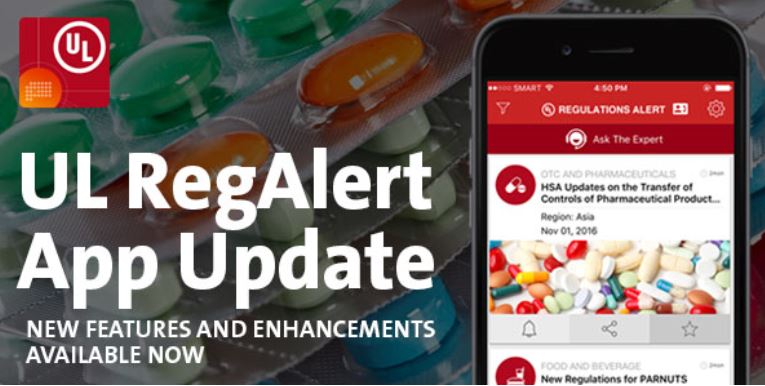 UL
UL RegAlert
App Update
NEW FEATURES AND ENHANCEMENTS
AVAILABLE NOW
SMART 4:50 PM
UL REGULATIONS ALERT
Ask The Expert
OTC AND PHARMACEUTICALS
HSA Updates on the Transfer of
Controls of Pharmaceutical Product...
Region: Asia
Nov 01, 2016
FOOD AND BEVERAGE
New Regulations for PARNUTS